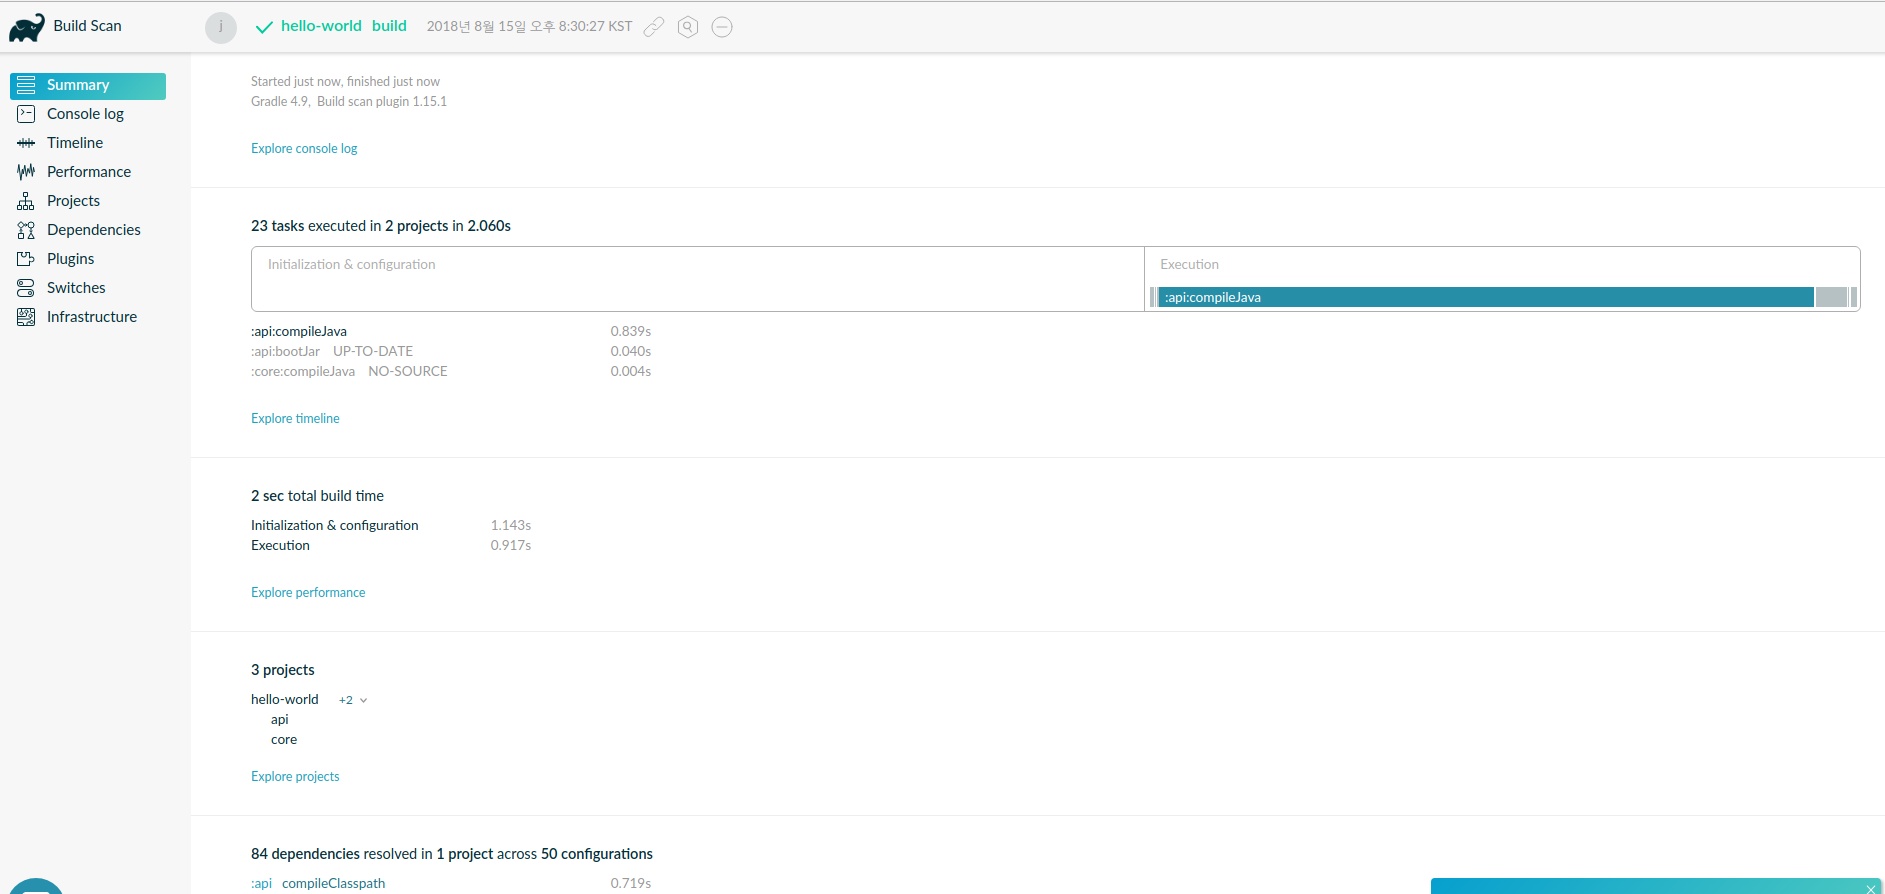 Build Scan
j hello-world build 2018년 8월 15일 오후 8:30:27 KST
Summary
Console log
Timeline
Performance
Projects
Dependencies
Plugins
Switches
Infrastructure
Started just now, finished just now
Gradle 4.9, Build scan plugin 1.15.1
Explore console log
23 tasks executed in 2 projects in 2.060s
Initialization & configuration
Execution
:api:compileJava
:api:compileJava 0.839s
:api:bootJar UP-TO-DATE 0.040s
:core:compileJava NO-SOURCE 0.004s
Explore timeline
2 sec total build time
Initialization & configuration 1.143s
Execution 0.917s
Explore performance
3 projects
hello-world +2
api
core
Explore projects
84 dependencies resolved in 1 project across 50 configurations
:api compileClasspath 0.719s